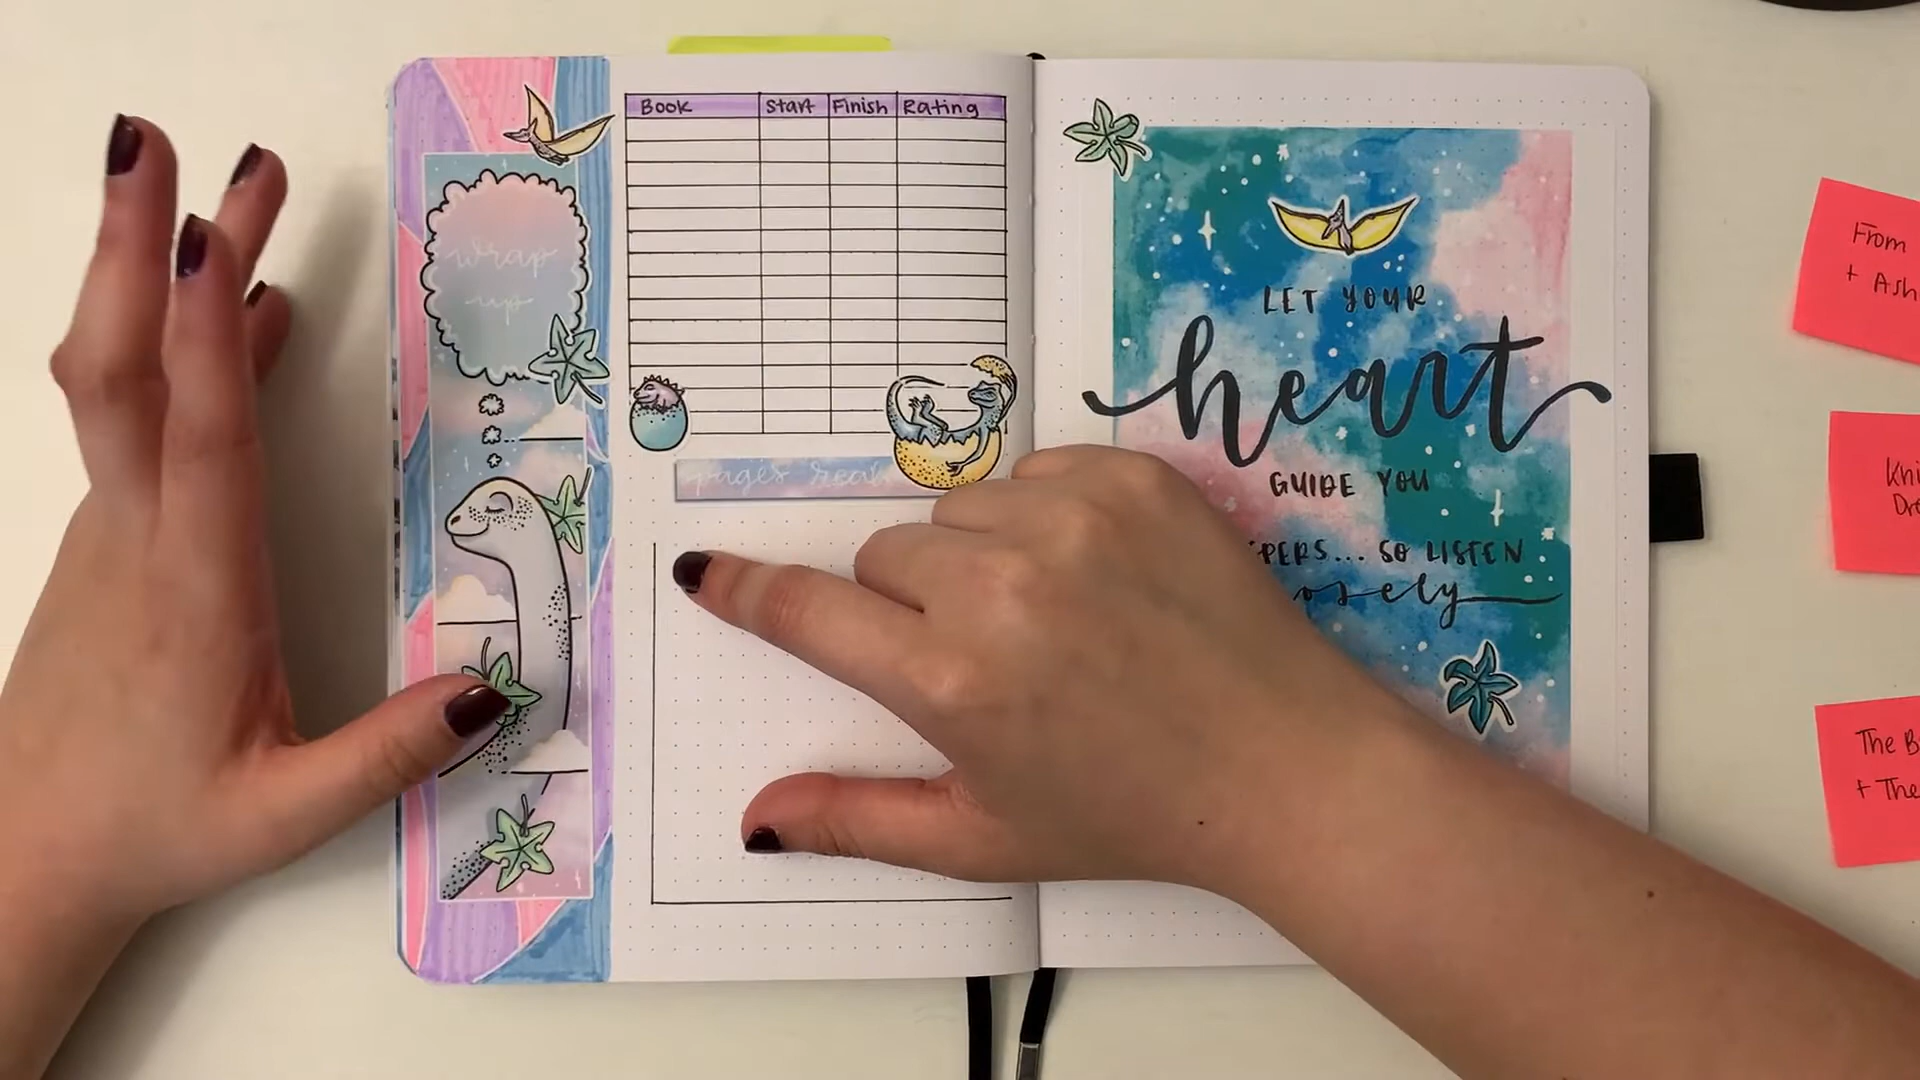 wrap
up
Book Start Finish Rating
pages read
LET YOUR
heart
GUIDE YOU
SO LISTEN
From
+ Ash
The B
+ The